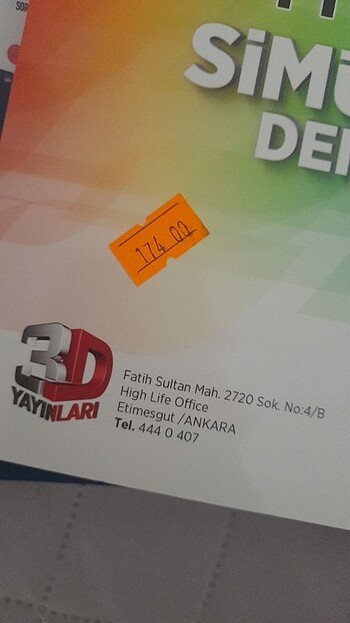 SİMÜ
174 00
3D
YAYINLARI
Fatih Sultan Mah. 2720 Sok. No:4/B
High Life Office
Etimesgut /ANKARA
Tel. 444 0 407